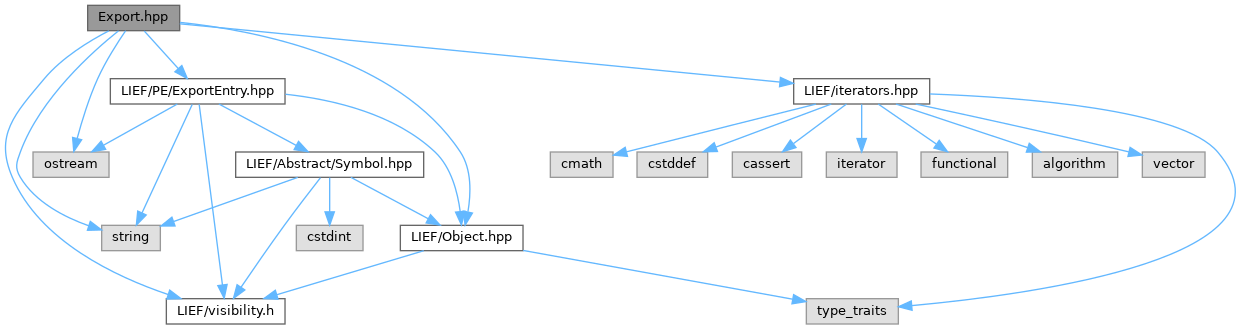 Export.hpp
LIEF/PE/ExportEntry.hpp
LIEF/iterators.hpp
ostream
LIEF/Abstract/Symbol.hpp
cmath
cstddef
cassert
iterator
functional
algorithm
vector
string
cstdint
LIEF/Object.hpp
LIEF/visibility.h
type_traits